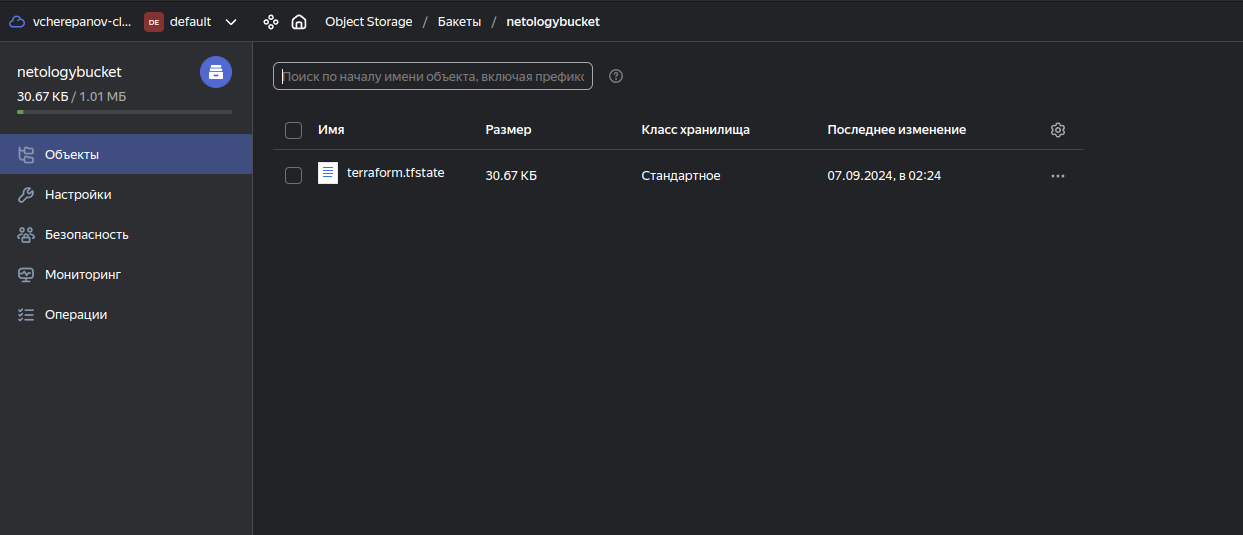 vcherepanov-cl... DE default Object Storage / Бакеты / netologybucket
netologybucket
30.67 КБ / 1.01 МБ
Объекты
Настройки
Безопасность
Мониторинг
Операции
Поиск по началу имени объекта, включая префикс
Имя Размер Класс хранилища Последнее изменение
terraform.tfstate 30.67 КБ Стандартное 07.09.2024, в 02:24